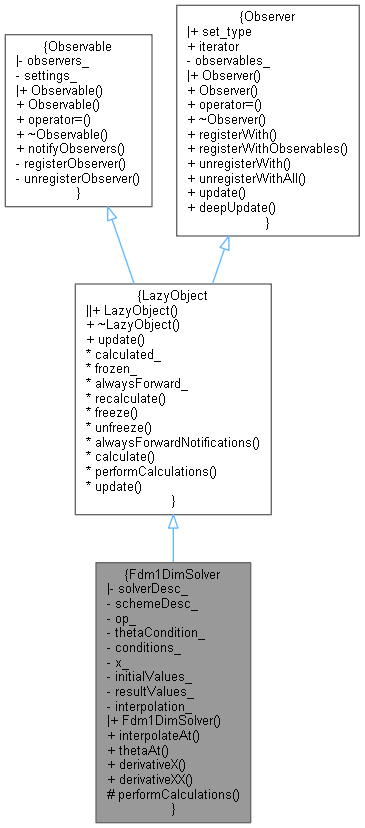 {Observable
|- observers_
- settings_
|+ Observable()
+ Observable()
+ operator=()
+ ~Observable()
+ notifyObservers()
- registerObserver()
- unregisterObserver()
}
{Observer
|+ set_type
+ iterator
- observables_
|+ Observer()
+ Observer()
+ operator=()
+ ~Observer()
+ registerWith()
+ registerWithObservables()
+ unregisterWith()
+ unregisterWithAll()
+ update()
+ deepUpdate()
}
{LazyObject
||+ LazyObject()
+ ~LazyObject()
+ update()
* calculated_
* frozen_
* alwaysForward_
* recalculate()
* freeze()
* unfreeze()
* alwaysForwardNotifications()
* calculate()
* performCalculations()
* update()
}
{Fdm1DimSolver
|- solverDesc_
- schemeDesc_
- op_
- thetaCondition_
- conditions_
- x_
- initialValues_
- resultValues_
- interpolation_
|+ Fdm1DimSolver()
+ interpolateAt()
+ thetaAt()
+ derivativeX()
+ derivativeXX()
# performCalculations()
}